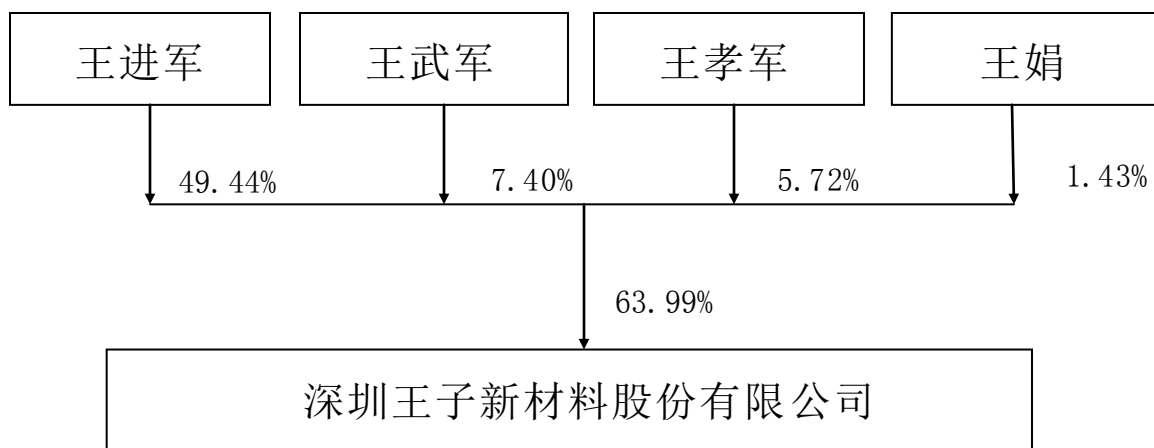 王进军
王武军
王孝军
王娟
49.44%
7.40%
5.72%
1.43%
63.99%
深圳王子新材料股份有限公司